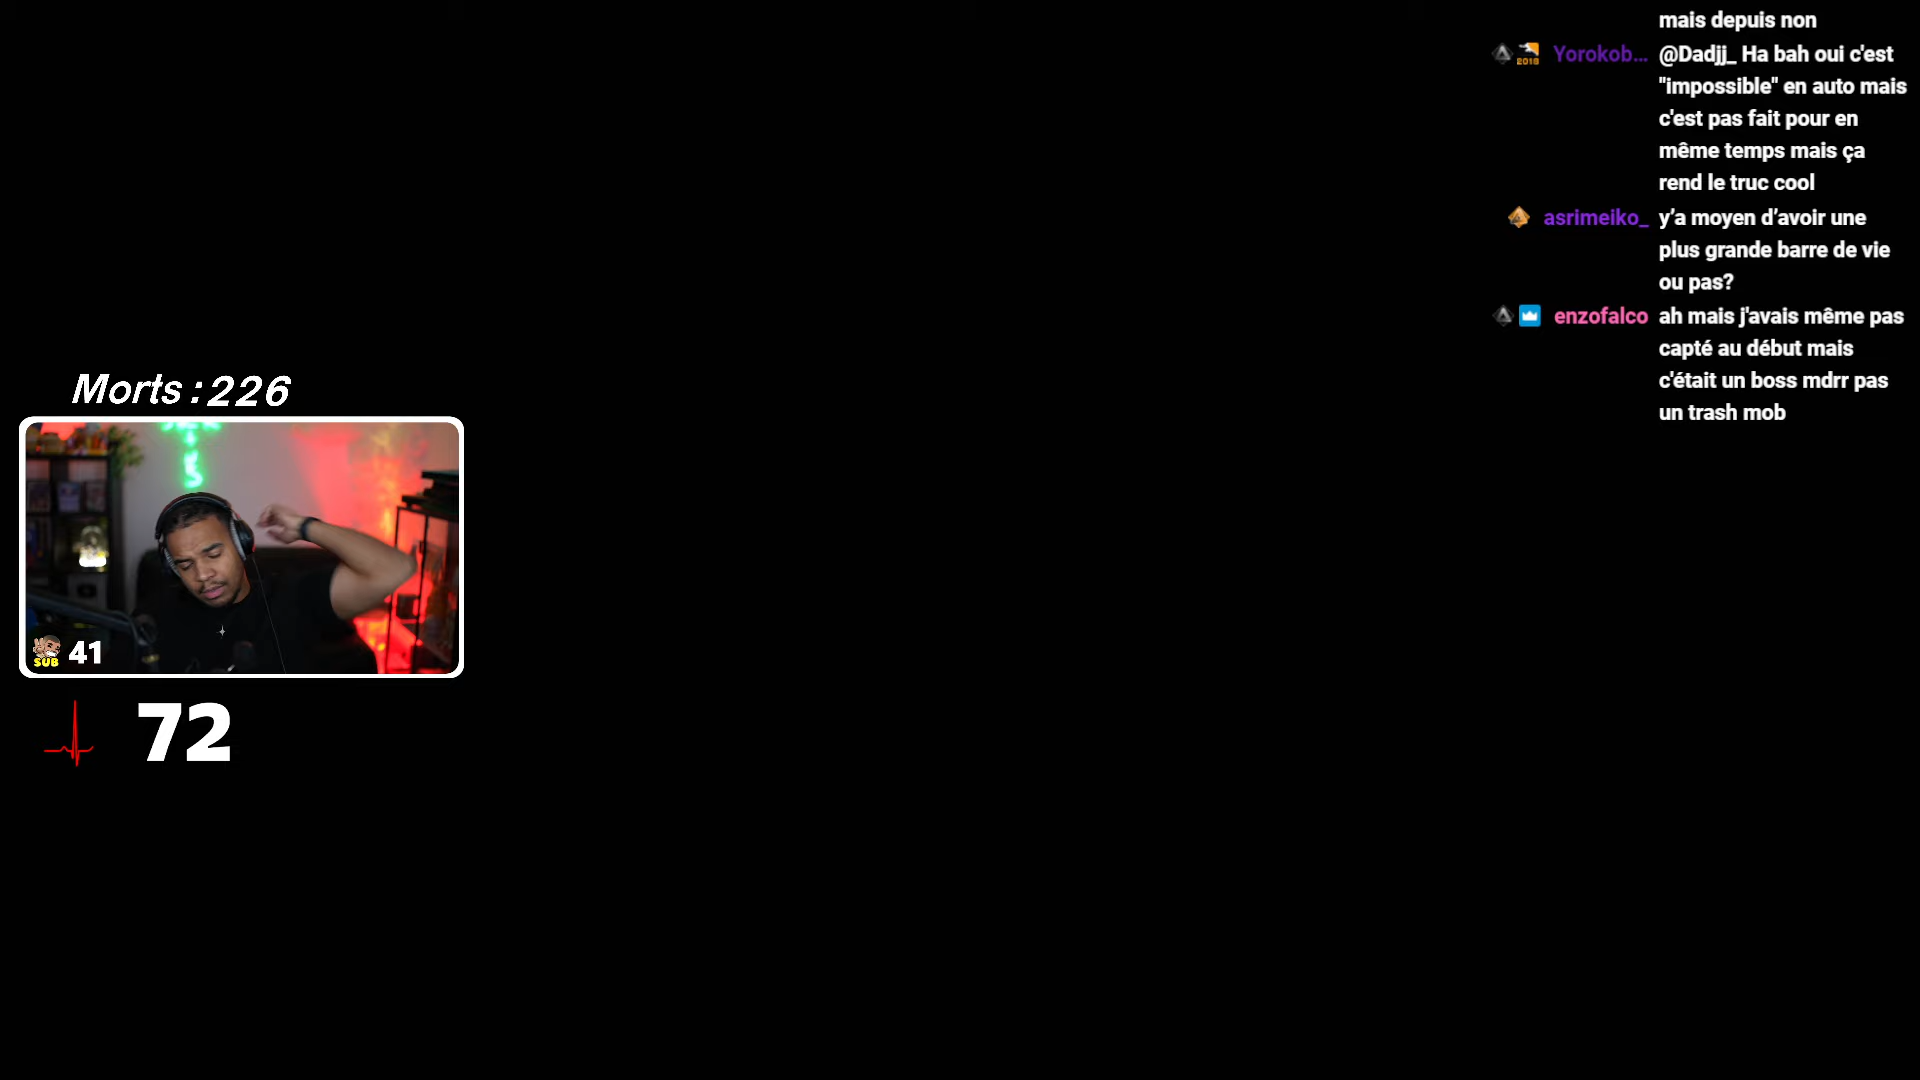 mais depuis non
Yorokob... @Dadjj_ Ha bah oui c'est
"impossible" en auto mais
c'est pas fait pour en
même temps mais ça
rend le truc cool
asrimeiko_ y’a moyen d’avoir une
plus grande barre de vie
ou pas?
enzofalco ah mais j'avais même pas
capté au début mais
c'était un boss mdrr pas
un trash mob
Morts :226
SUB 41
72